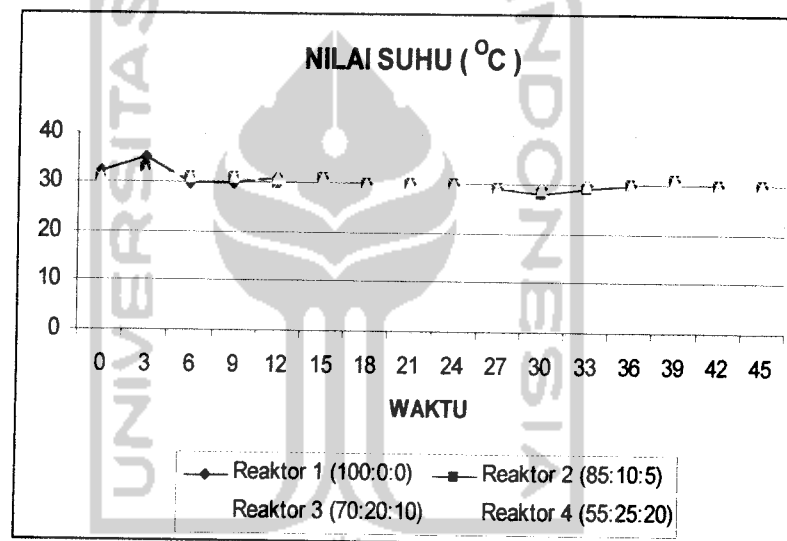 NILAI SUHU ( °C )
40
30
20
10
0
0 3 6 9 12 15 18 21 24 27 30 33 36 39 42 45
WAKTU
Reaktor 1 (100:0:0) Reaktor 2 (85:10:5)
Reaktor 3 (70:20:10) Reaktor 4 (55:25:20)
UNIVERSITAS
INDONESIA